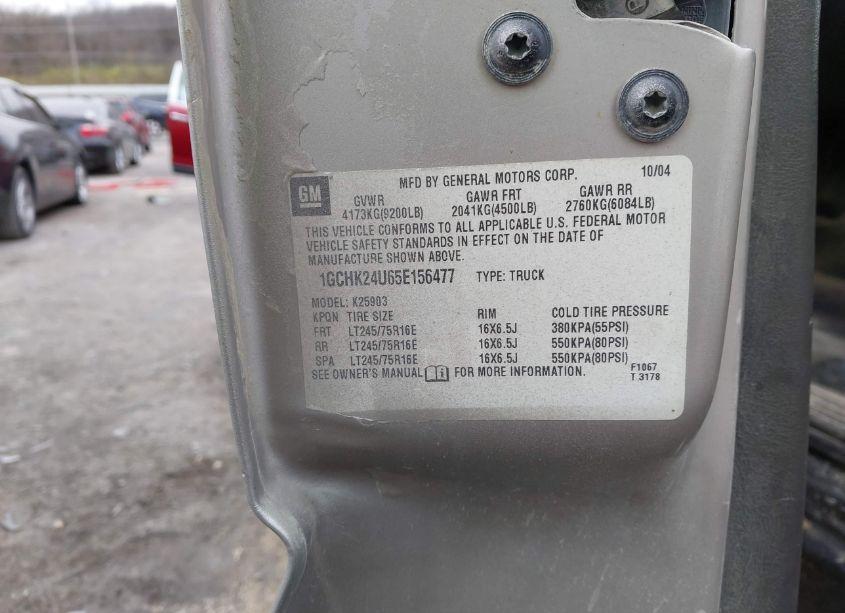 MFD BY GENERAL MOTORS CORP. 10/04
GM
GVWR GAWR FRT GAWR RR
4173KG(9200LB) 2041KG(4500LB) 2760KG(6084LB)
THIS VEHICLE CONFORMS TO ALL APPLICABLE U.S. FEDERAL MOTOR
VEHICLE SAFETY STANDARDS IN EFFECT ON THE DATE OF
MANUFACTURE SHOWN ABOVE.
1GCHK24U65E156477 TYPE: TRUCK
MODEL: K25903
KPQN TIRE SIZE RIM COLD TIRE PRESSURE
FRT LT245/75R16E 16X6.5J 380KPA(55PSI)
RR LT245/75R16E 16X6.5J 550KPA(80PSI)
SPA LT245/75R16E 16X6.5J 550KPA(80PSI)
SEE OWNER'S MANUAL FOR MORE INFORMATION.
F1067
T 3178